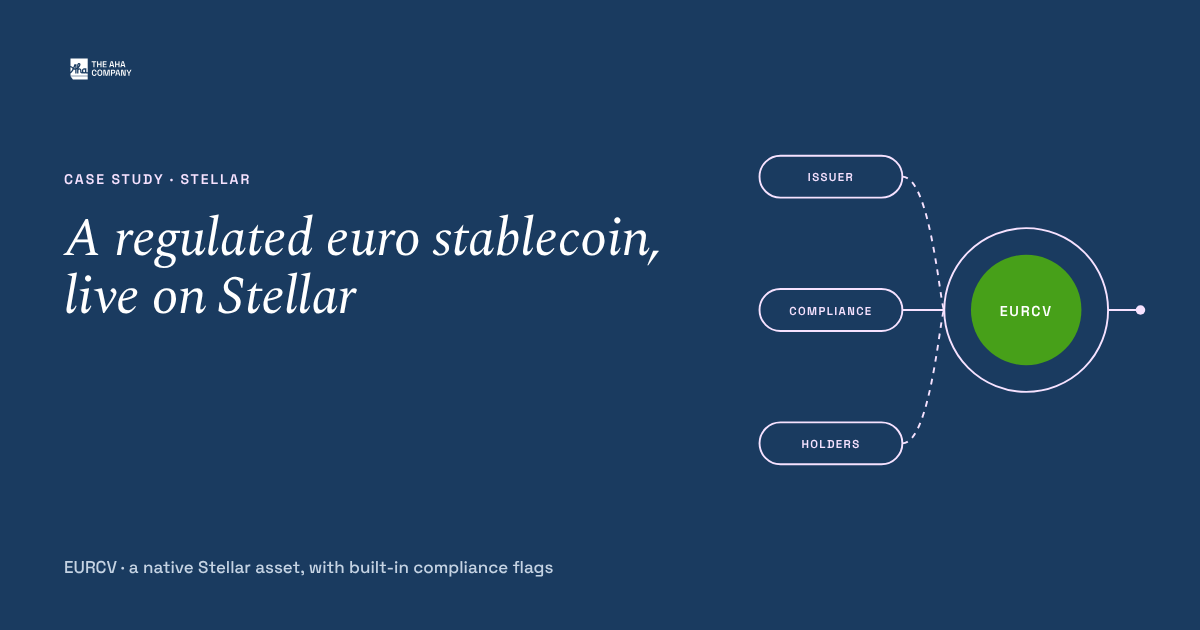 Aha
THE AHA
COMPANY
CASE STUDY · STELLAR
A regulated euro stablecoin,
live on Stellar
ISSUER
COMPLIANCE
EURCV
HOLDERS
EURCV · a native Stellar asset, with built-in compliance flags